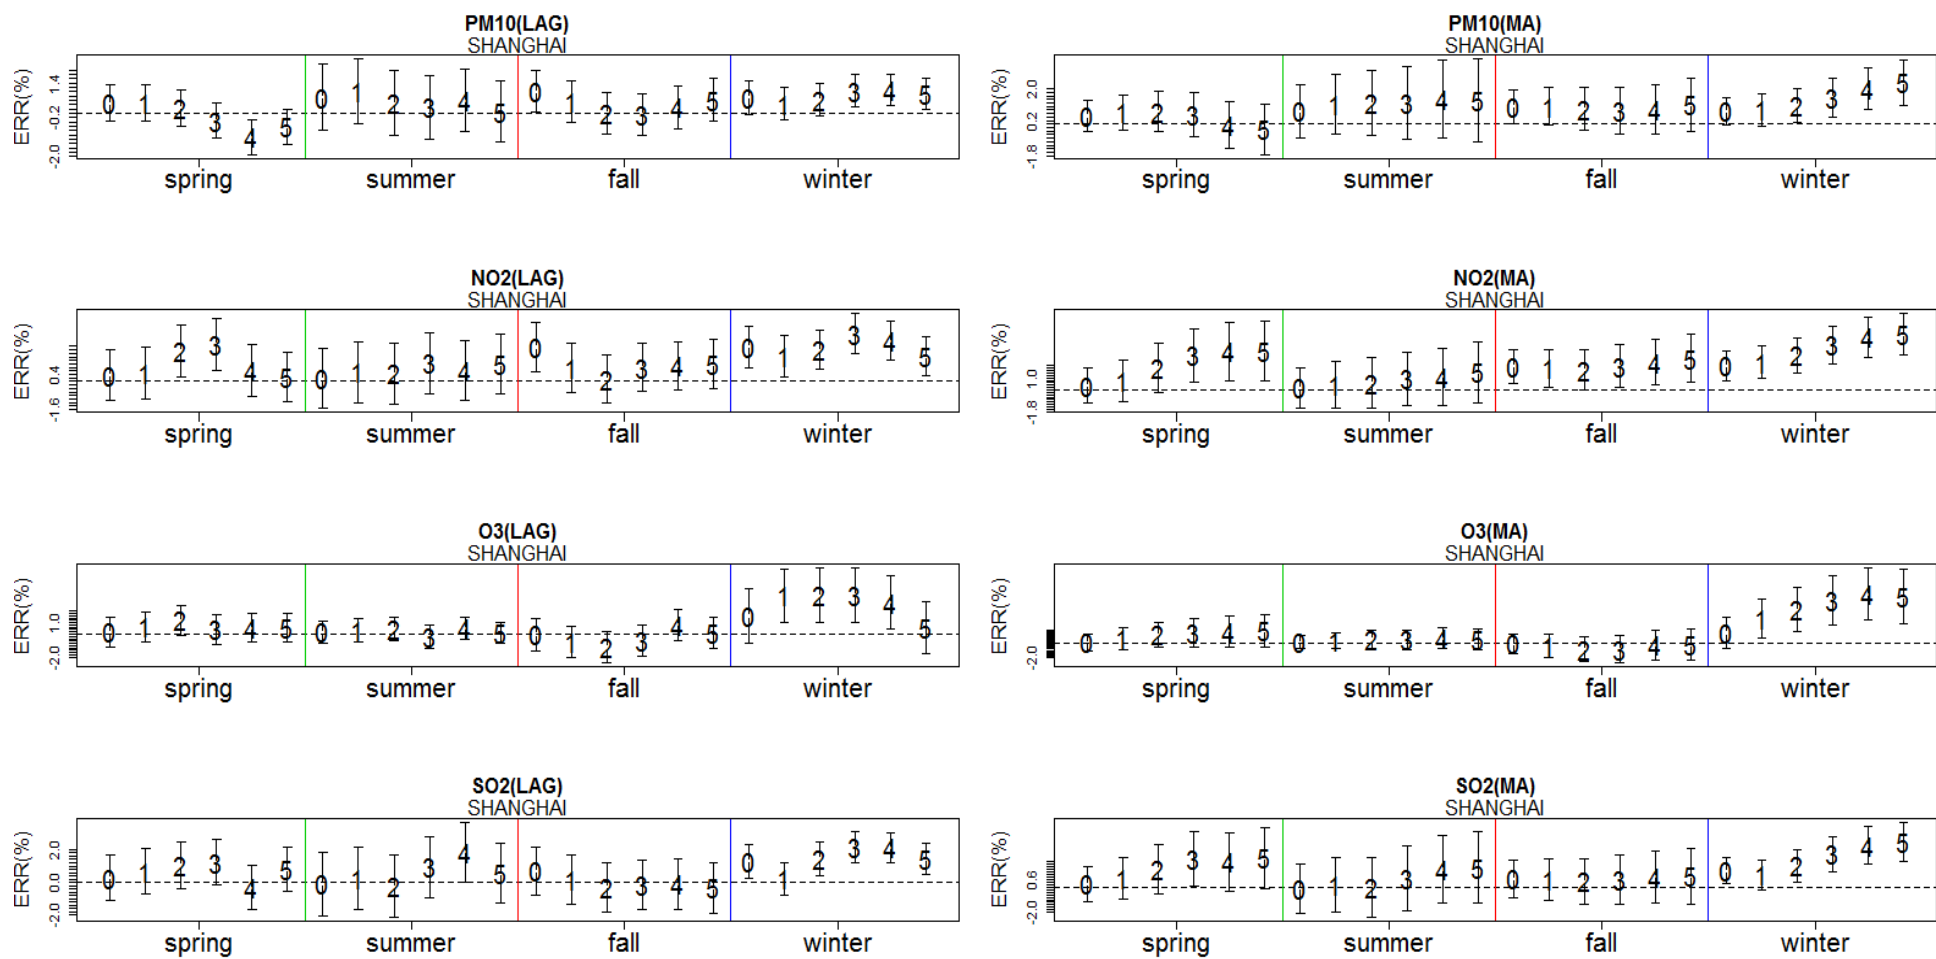 PM10(LAG)
SHANGHAI
ERR(%)
1.4
-0.2
-2.0
0 1 2 3 4 5 0 1 2 3 4 5 0 1 2 3 4 5 0 1 2 3 4 5
spring summer fall winter
PM10(MA)
SHANGHAI
ERR(%)
2.0
0.2
-1.8
0 1 2 3 4 5 0 1 2 3 4 5 0 1 2 3 4 5 0 1 2 3 4 5
spring summer fall winter
NO2(LAG)
SHANGHAI
ERR(%)
0.4
-1.6
0 1 2 3 4 5 0 1 2 3 4 5 0 1 2 3 4 5 0 1 2 3 4 5
spring summer fall winter
NO2(MA)
SHANGHAI
ERR(%)
1.0
-1.8
0 1 2 3 4 5 0 1 2 3 4 5 0 1 2 3 4 5 0 1 2 3 4 5
spring summer fall winter
O3(LAG)
SHANGHAI
ERR(%)
1.0
-2.0
0 1 2 3 4 5 0 1 2 3 4 5 0 1 2 3 4 5 0 1 2 3 4 5
spring summer fall winter
O3(MA)
SHANGHAI
ERR(%)
-2.0
0 1 2 3 4 5 0 1 2 3 4 5 0 1 2 3 4 5 0 1 2 3 4 5
spring summer fall winter
SO2(LAG)
SHANGHAI
ERR(%)
2.0
0.0
-2.0
0 1 2 3 4 5 0 1 2 3 4 5 0 1 2 3 4 5 0 1 2 3 4 5
spring summer fall winter
SO2(MA)
SHANGHAI
ERR(%)
0.6
-2.0
0 1 2 3 4 5 0 1 2 3 4 5 0 1 2 3 4 5 0 1 2 3 4 5
spring summer fall winter